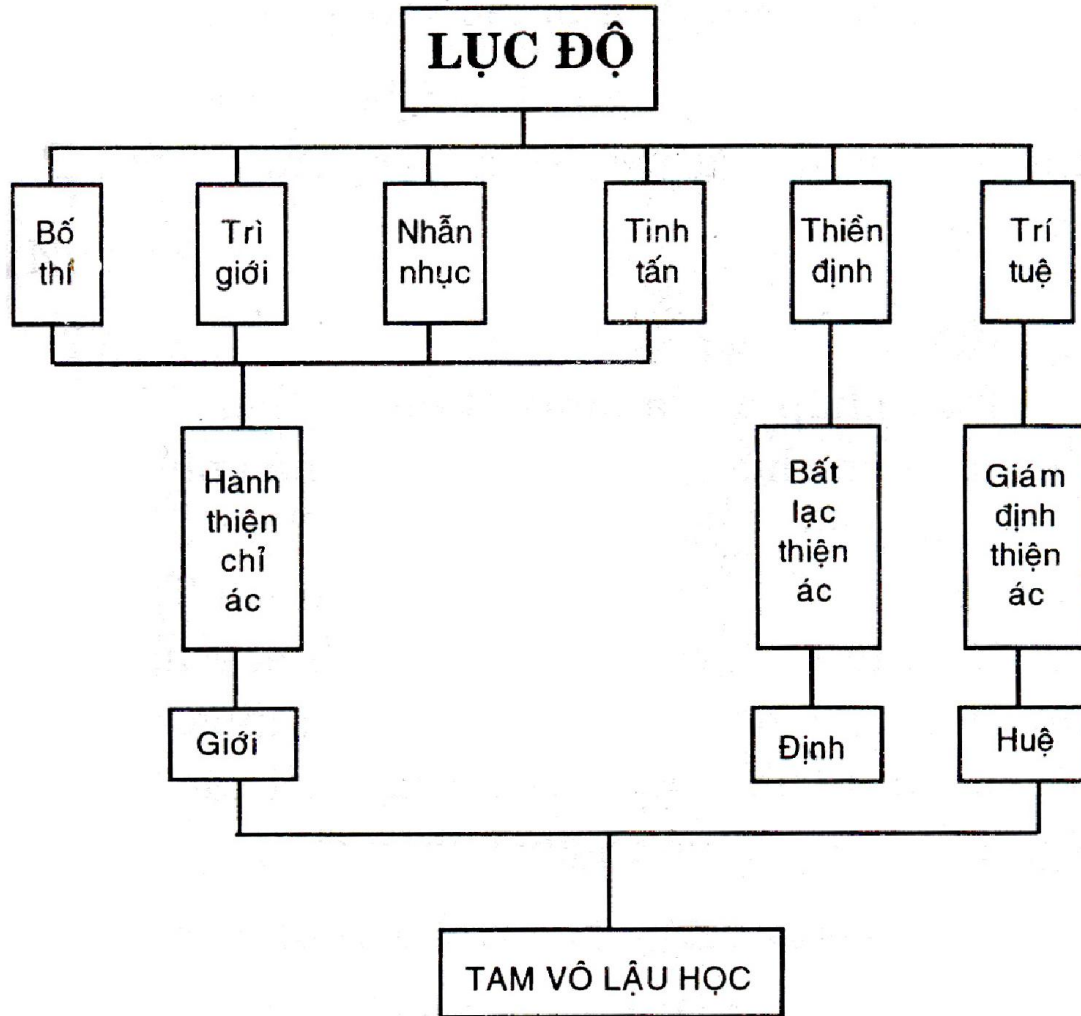 LỤC ĐỘ
Bố
thí
Trì
giới
Nhẫn
nhục
Tinh
tấn
Thiền
định
Trí
tuệ
Hành
thiện
chỉ
ác
Bất
lạc
thiện
ác
Giám
định
thiện
ác
Giới
Định
Huệ
TAM VÔ LẬU HỌC